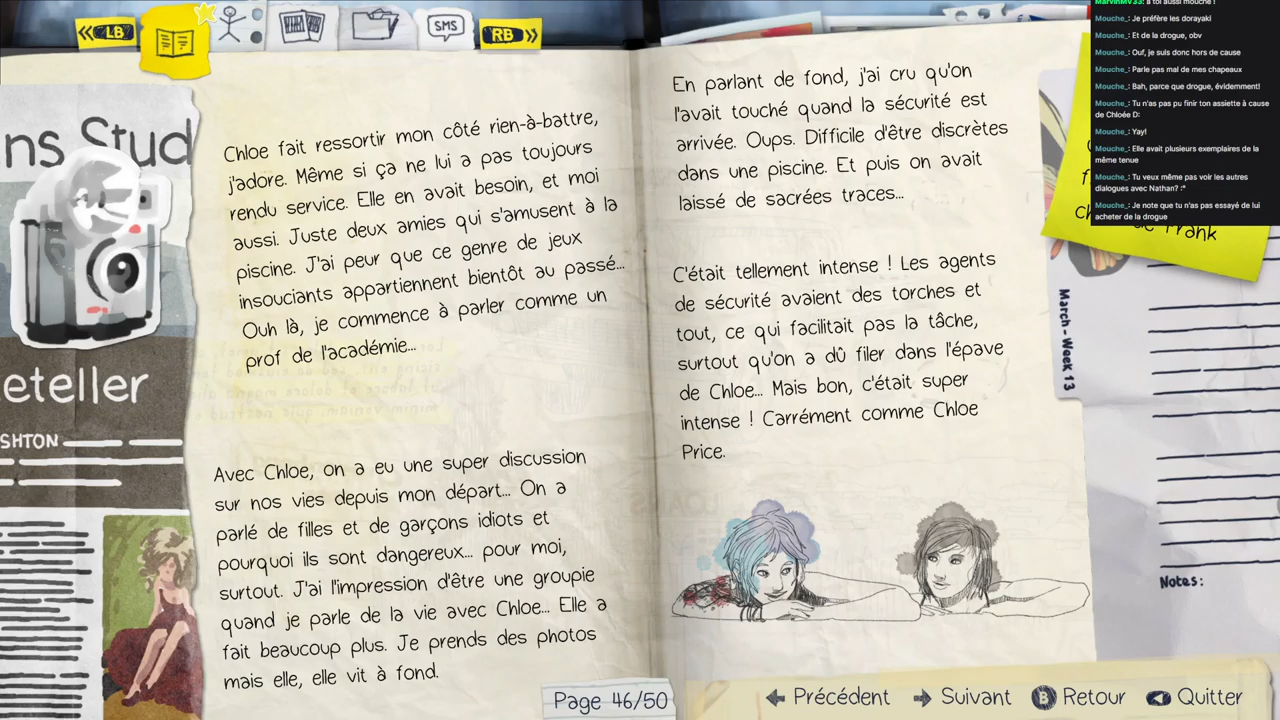 LB
SMS
RB
ns Stud
eteller
SHTON
Chloe fait ressortir mon côté rien-à-battre,
j'adore. Même si ça ne lui a pas toujours
rendu service. Elle en avait besoin, et moi
aussi. Juste deux amies qui s'amusent à la
piscine. J'ai peur que ce genre de jeux
insouciants appartiennent bientôt au passé...
Ouh là, je commence à parler comme un
prof de l'académie...
Avec Chloe, on a eu une super discussion
sur nos vies depuis mon départ... On a
parlé de filles et de garçons idiots et
pourquoi ils sont dangereux... pour moi,
surtout. J'ai l'impression d'être une groupie
quand je parle de la vie avec Chloe... Elle a
fait beaucoup plus. Je prends des photos
mais elle, elle vit à fond.
En parlant de fond, j'ai cru qu'on
l'avait touché quand la sécurité est
arrivée. Oups. Difficile d'être discrètes
dans une piscine. Et puis on avait
laissé de sacrées traces...
C'était tellement intense ! Les agents
de sécurité avaient des torches et
tout, ce qui facilitait pas la tâche,
surtout qu'on a dû filer dans l'épave
de Chloe... Mais bon, c'était super
intense ! Carrément comme Chloe
Price.
MarvinMV33: à toi aussi mouche !
Mouche_: Je préfère les dorayaki
Mouche_: Et de la drogue, obv
Mouche_: Ouf, je suis donc hors de cause
Mouche_: Parle pas mal de mes chapeaux
Mouche_: Bah, parce que drogue, évidemment!
Mouche_: Tu n'as pas pu finir ton assiette à cause
de Chloée D:
Mouche_: Yay!
Mouche_: Elle avait plusieurs exemplaires de la
même tenue
Mouche_: Tu veux même pas voir les autres
dialogues avec Nathan? :*
Mouche_: Je note que tu n'as pas essayé de lui
acheter de la drogue
de Frank
March - Week 13
Notes:
Page 46/50
Précédent
Suivant
B Retour
Quitter